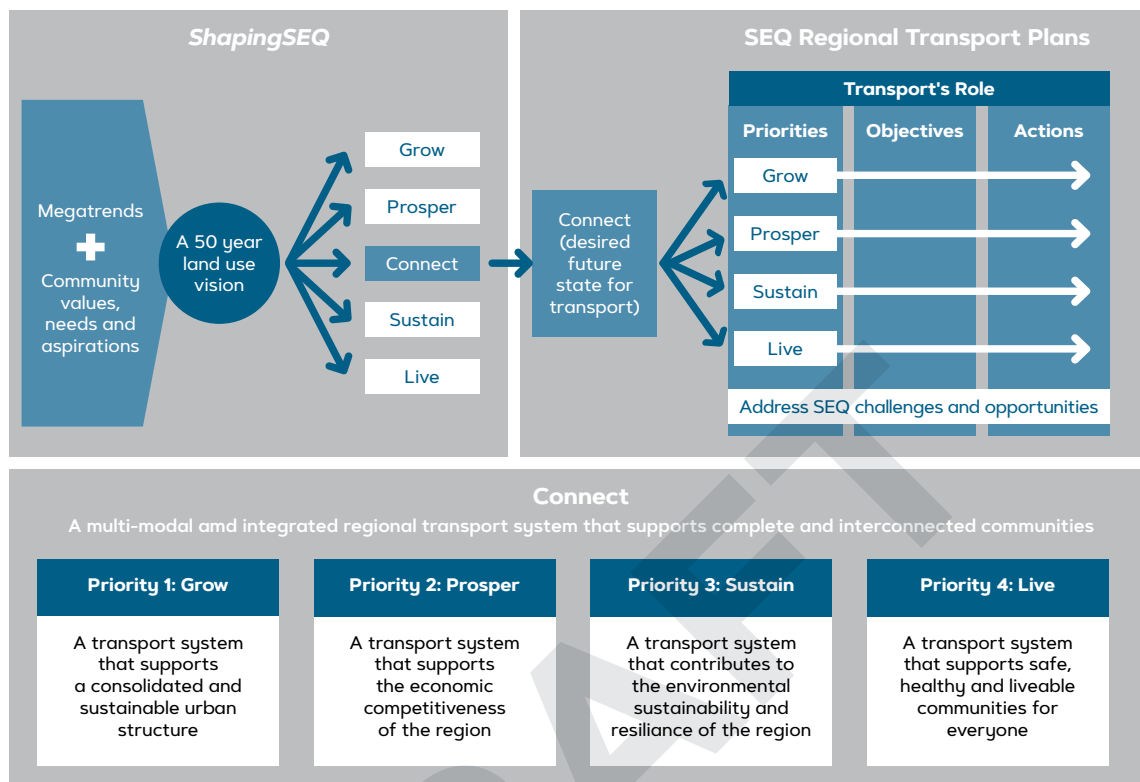 ShapingSEQ
Megatrends
+
Community
values,
needs and
aspirations
A 50 year
land use
vision
Grow
Prosper
Connect
Sustain
Live
SEQ Regional Transport Plans
Connect
(desired
future
state for
transport)
Transport's Role
Priorities Objectives Actions
Grow
Prosper
Sustain
Live
Address SEQ challenges and opportunities
Connect
A multi-modal amd integrated regional transport system that supports complete and interconnected communities
Priority 1: Grow
A transport system
that supports
a consolidated and
sustainable urban
structure
Priority 2: Prosper
A transport system
that supports
the economic
competitiveness
of the region
Priority 3: Sustain
A transport system
that contributes to
the environmental
sustainability and
resiliance of the region
Priority 4: Live
A transport system
that supports safe,
healthy and liveable
communities for
everyone